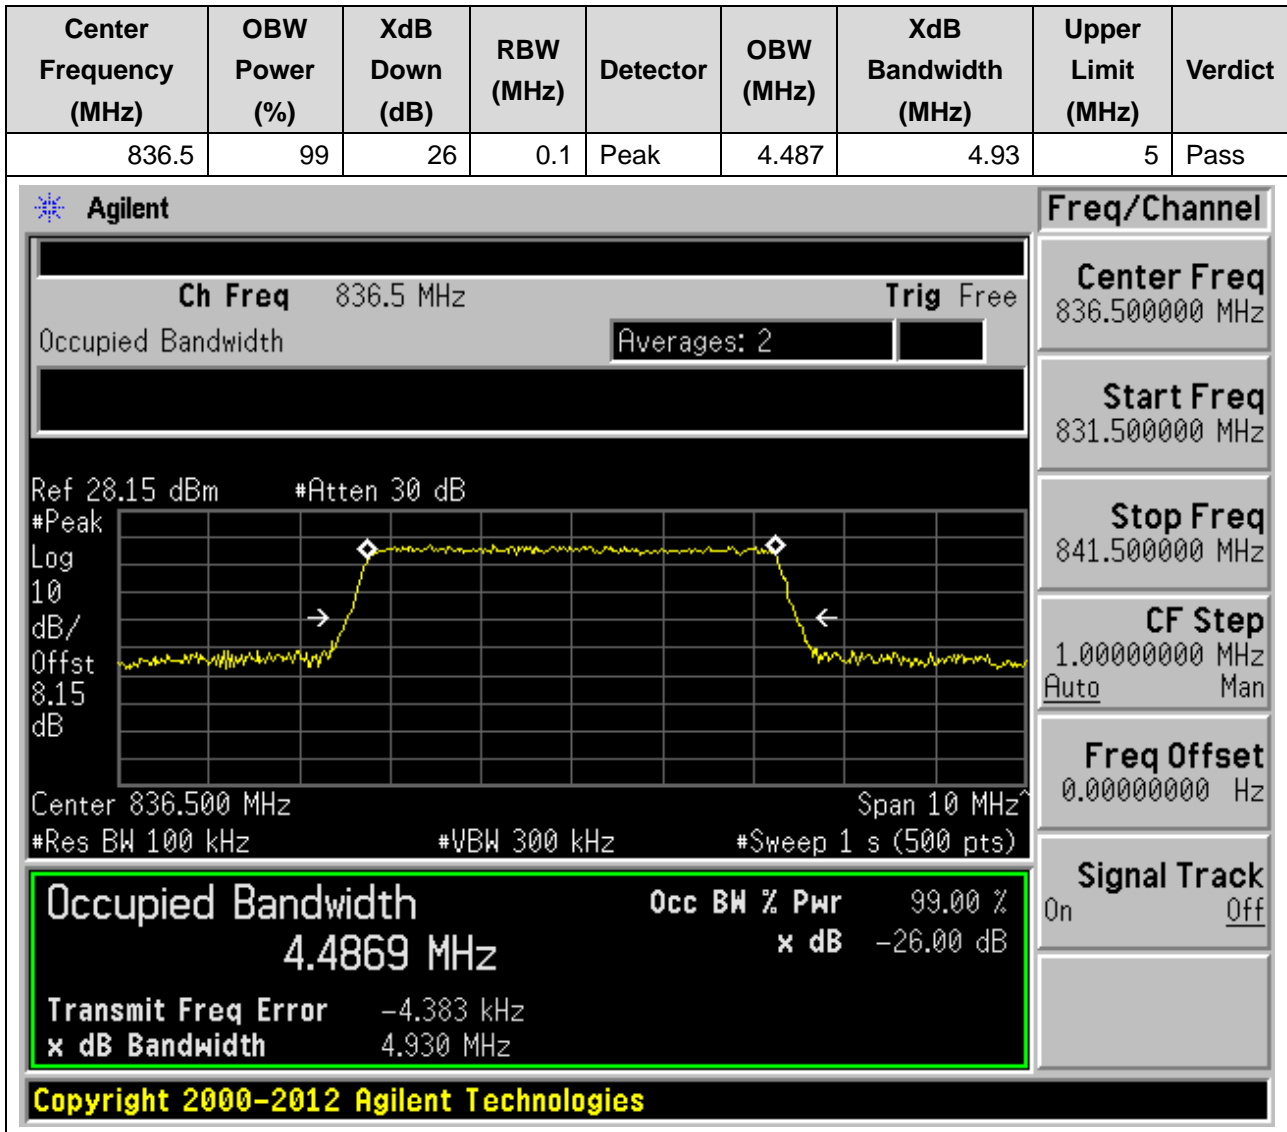 Center Frequency (MHz) OBW Power (%) XdB Down (dB) RBW (MHz) Detector OBW (MHz) XdB Bandwidth (MHz) Upper Limit (MHz) Verdict
836.5 99 26 0.1 Peak 4.487 4.93 5 Pass
Agilent
Freq/Channel
Ch Freq 836.5 MHz Trig Free
Occupied Bandwidth Averages: 2
Center Freq
836.500000 MHz
Start Freq
831.500000 MHz
Stop Freq
841.500000 MHz
CF Step
1.00000000 MHz
Auto Man
Freq Offset
0.00000000 Hz
Signal Track
On Off
Ref 28.15 dBm #Atten 30 dB
#Peak
Log
10
dB/
Offst
8.15
dB
Center 836.500 MHz Span 10 MHz^
#Res BW 100 kHz #VBW 300 kHz #Sweep 1 s (500 pts)
Occupied Bandwidth Occ BW % Pwr 99.00 %
4.4869 MHz x dB -26.00 dB
Transmit Freq Error -4.383 kHz
x dB Bandwidth 4.930 MHz
Copyright 2000-2012 Agilent Technologies